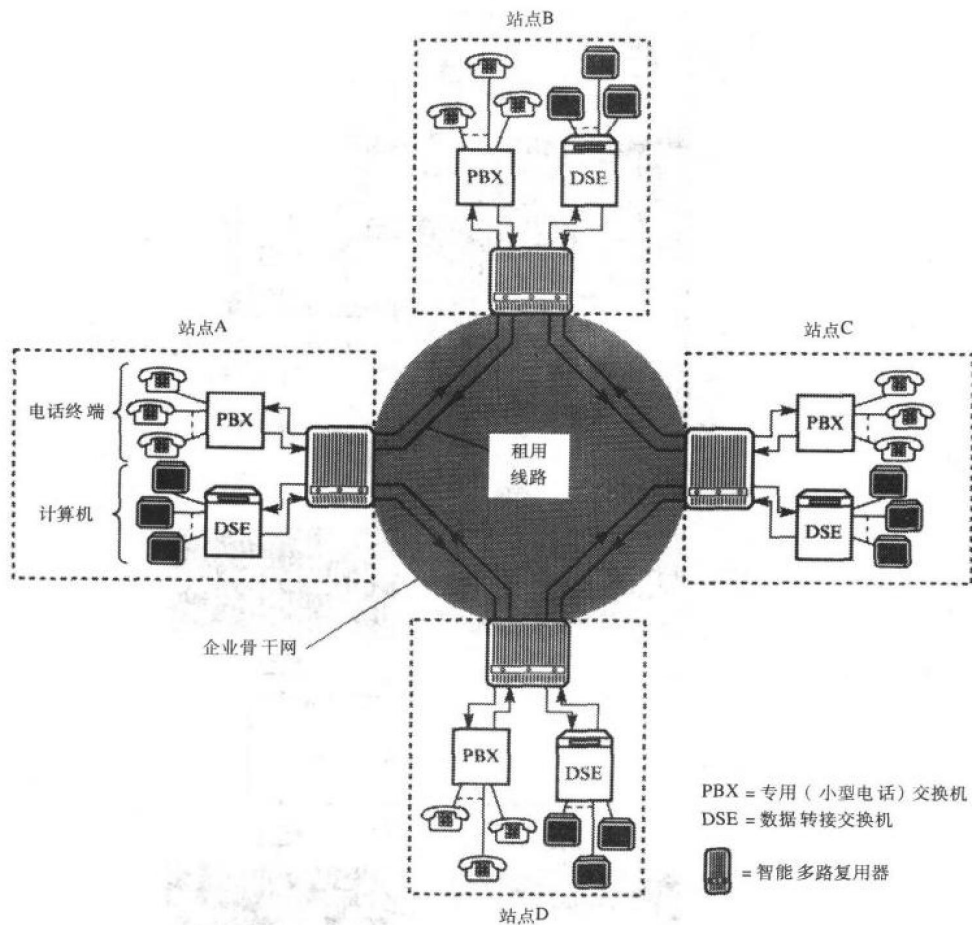 站点B
PBX
DSE
站点A
站点C
电话终端
PBX
计算机
DSE
租用
线路
PBX
DSE
企业骨干网
PBX
DSE
站点D
PBX = 专用(小型电话)交换机
DSE = 数据转接交换机
= 智能多路复用器